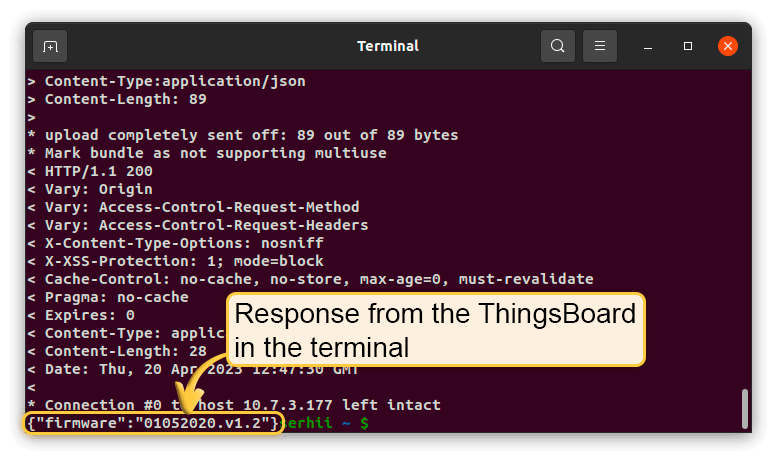 Terminal
> Content-Type:application/json
> Content-Length: 89
>
* upload completely sent off: 89 out of 89 bytes
* Mark bundle as not supporting multiuse
< HTTP/1.1 200
< Vary: Origin
< Vary: Access-Control-Request-Method
< Vary: Access-Control-Request-Headers
< X-Content-Type-Options: nosniff
< X-XSS-Protection: 1; mode=block
< Cache-Control: no-cache, no-store, max-age=0, must-revalidate
< Pragma: no-cache
< Expires: 0
< Content-Type:
< Content-Length: 28
< Date: Thu, 20 Apr 2023 12:47:30 GMT
<
* Connection #0 to host 10.7.3.177 left intact
{"firmware":"01052020.v1.2"}serhii ~ $
Response from the ThingsBoard
in the terminal